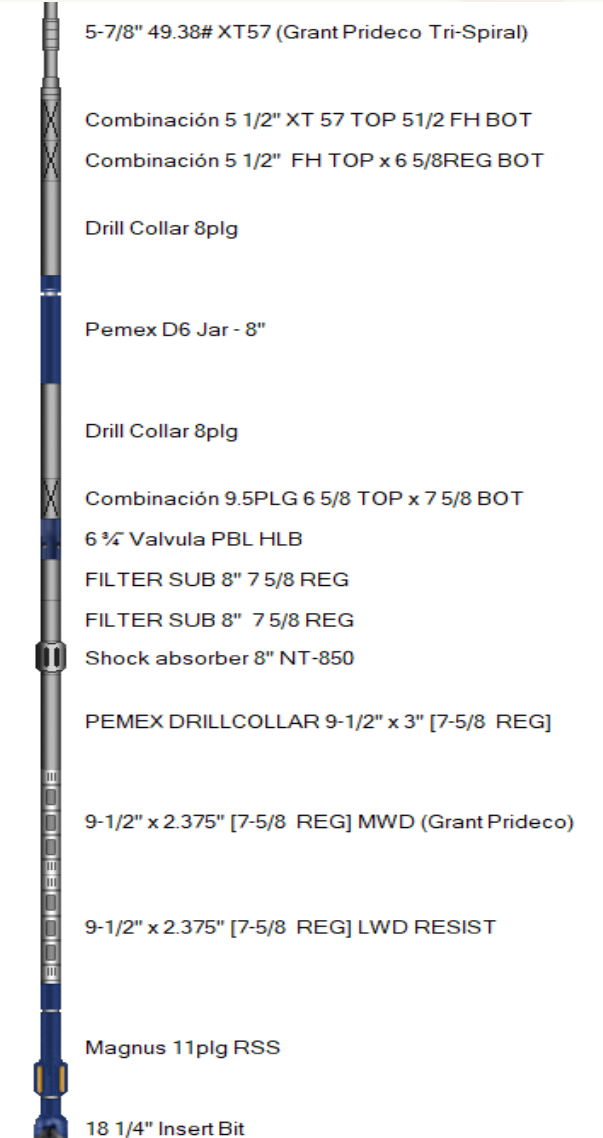 5-7/8" 49.38# XT57 (Grant Prideco Tri-Spiral)
Combinación 5 1/2" XT 57 TOP 51/2 FH BOT
Combinación 5 1/2" FH TOP x 6 5/8REG BOT
Drill Collar 8plg
Pemex D6 Jar - 8"
Drill Collar 8plg
Combinación 9.5PLG 6 5/8 TOP x 7 5/8 BOT
6 ¾" Valvula PBL HLB
FILTER SUB 8" 7 5/8 REG
FILTER SUB 8" 7 5/8 REG
Shock absorber 8" NT-850
PEMEX DRILLCOLLAR 9-1/2" x 3" [7-5/8 REG]
9-1/2" x 2.375" [7-5/8 REG] MWD (Grant Prideco)
9-1/2" x 2.375" [7-5/8 REG] LWD RESIST
Magnus 11plg RSS
18 1/4" Insert Bit